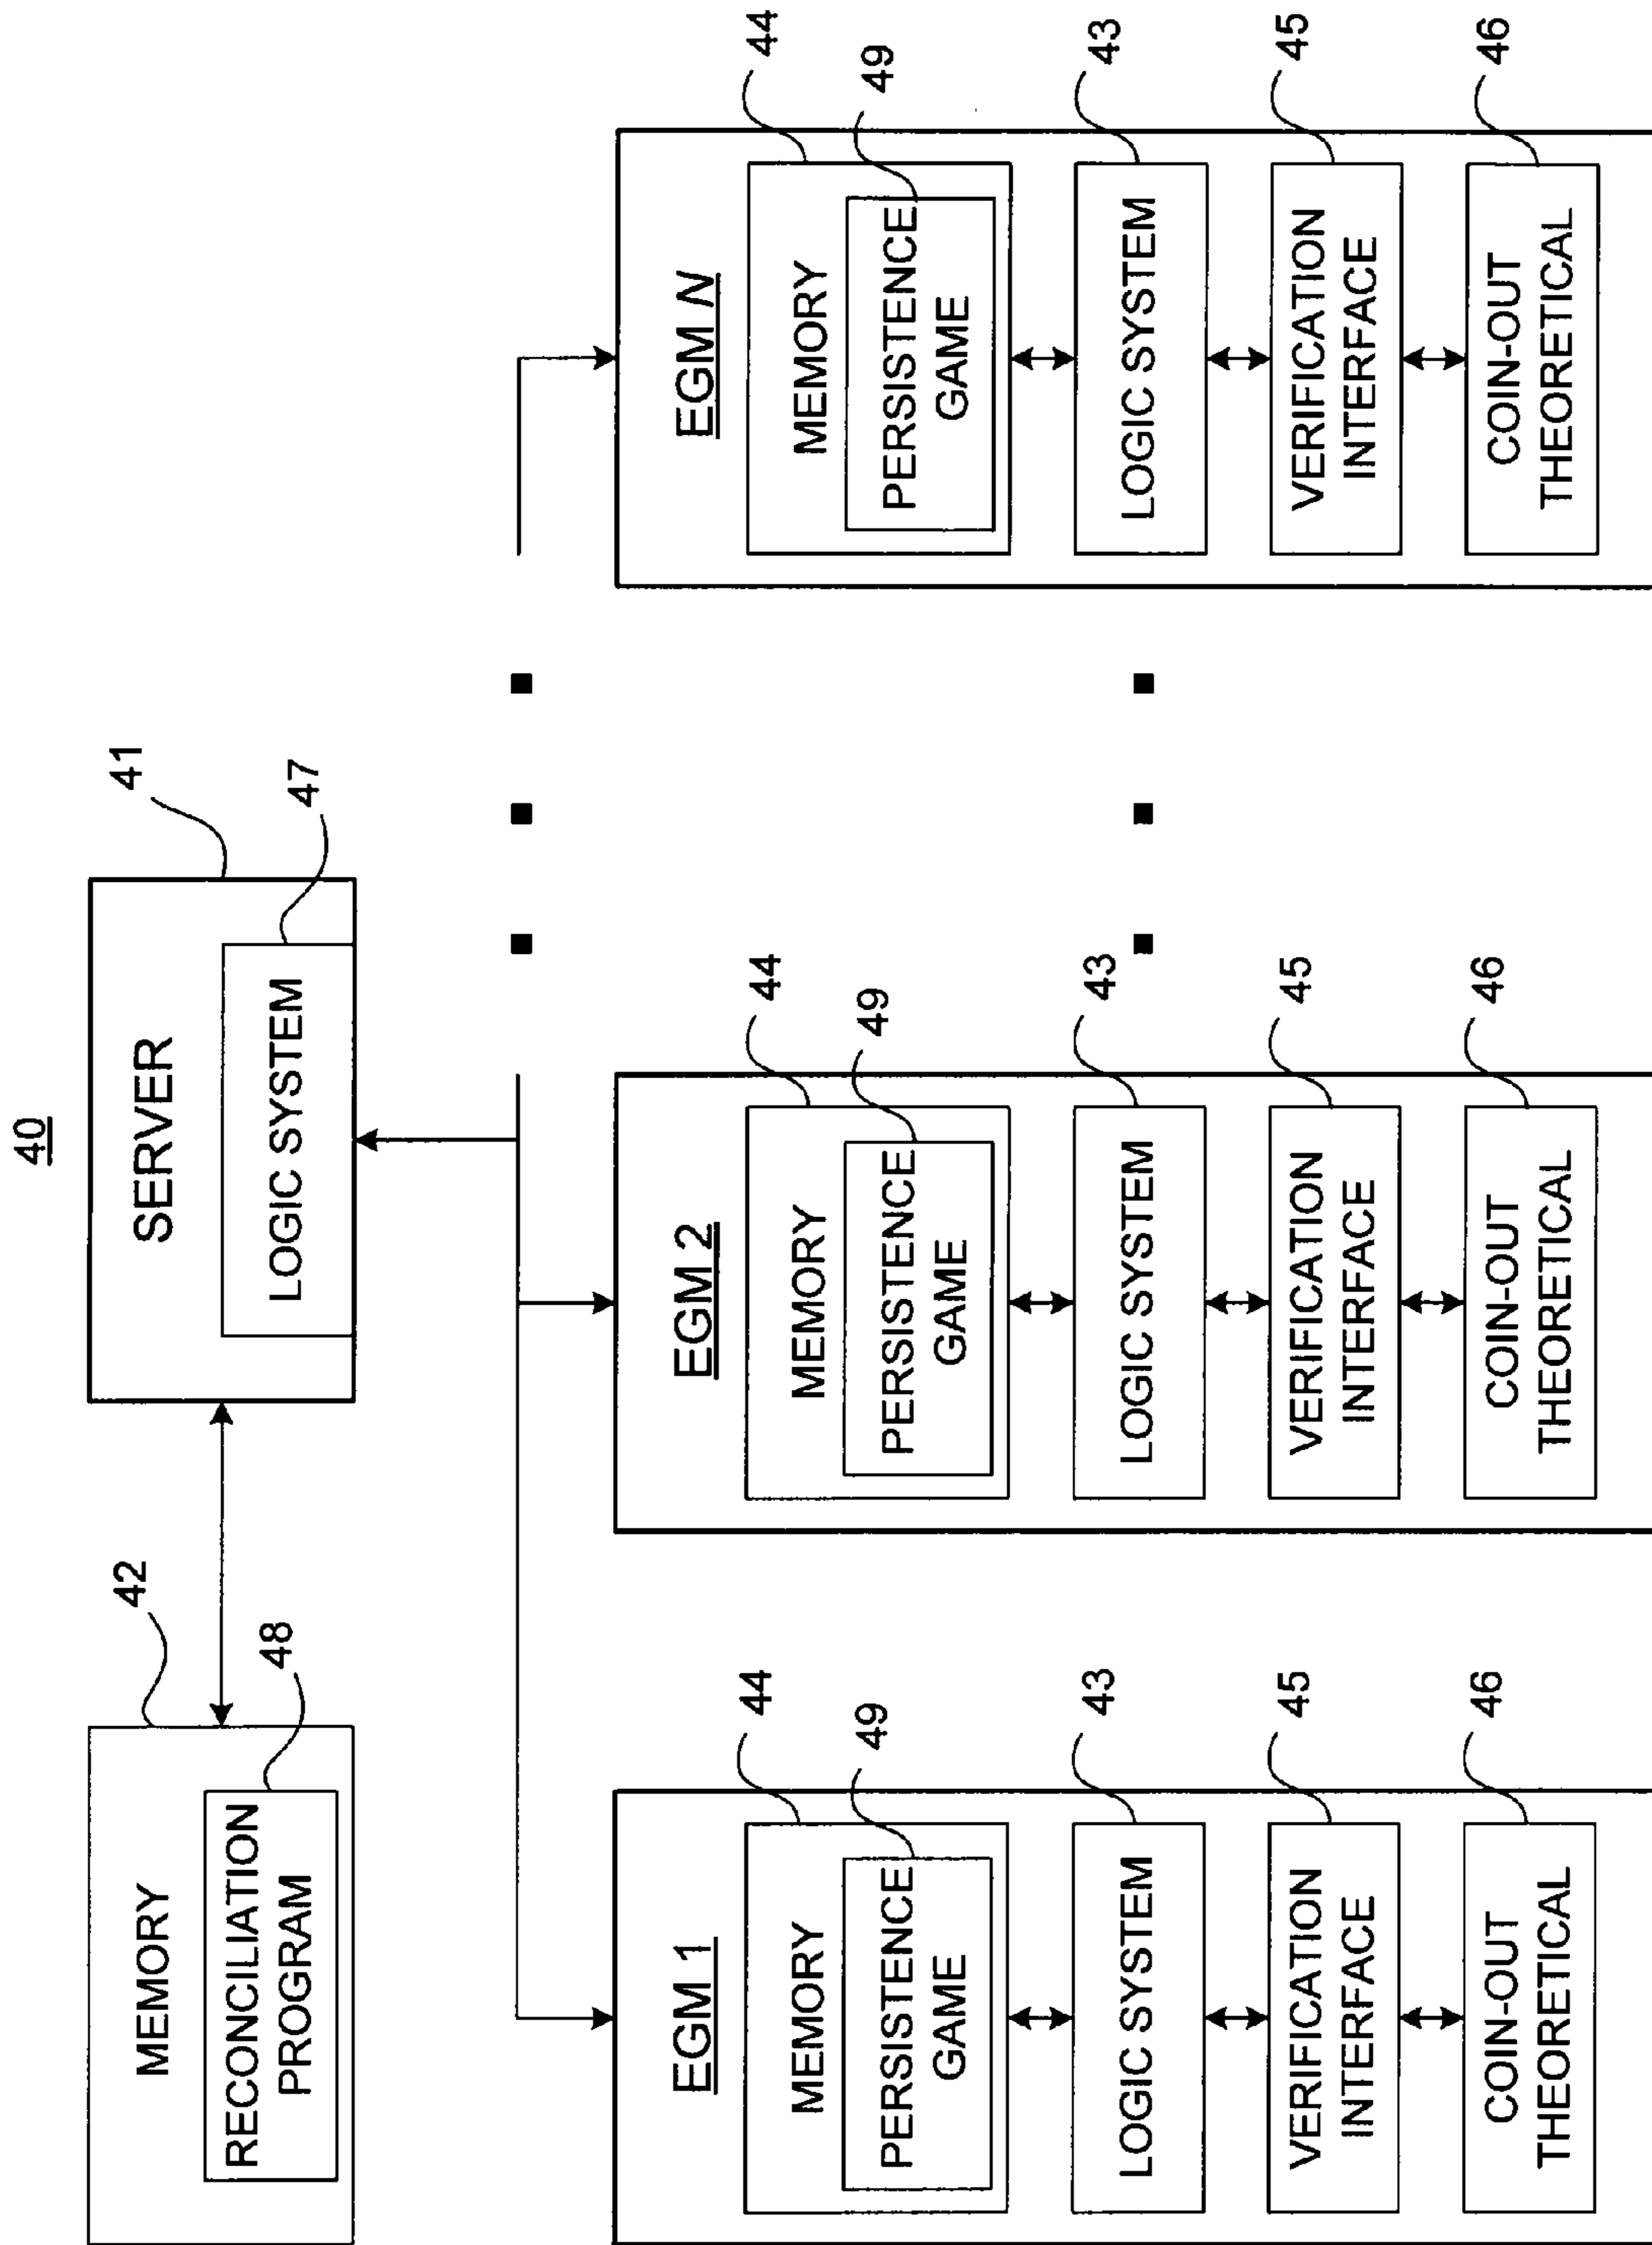 40
MEMORY
42
RECONCILIATION
PROGRAM
48
SERVER
41
LOGIC SYSTEM
47
EGM 1
MEMORY
44
PERSISTENCE
GAME
49
LOGIC SYSTEM
43
VERIFICATION
INTERFACE
45
COIN-OUT
THEORETICAL
46
EGM 2
MEMORY
44
PERSISTENCE
GAME
49
LOGIC SYSTEM
43
VERIFICATION
INTERFACE
45
COIN-OUT
THEORETICAL
46
EGM N
MEMORY
44
PERSISTENCE
GAME
49
LOGIC SYSTEM
43
VERIFICATION
INTERFACE
45
COIN-OUT
THEORETICAL
46